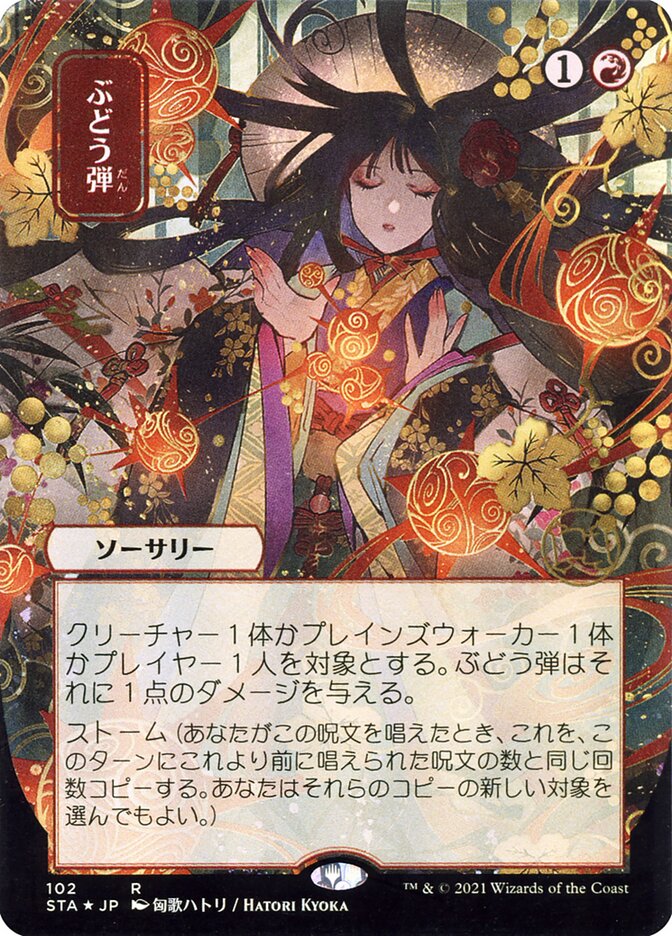 ぶどう弾
だん
1
ソーサリー
クリーチャー１体かプレインズウォーカー１体
かプレイヤー１人を対象とする。ぶどう弾はそ
れに１点のダメージを与える。
ストーム（あなたがこの呪文を唱えたとき、これを、こ
のターンにこれより前に唱えられた呪文の数と同じ回
数コピーする。あなたはそれらのコピーの新しい対象を
選んでもよい。）
102 R
STA ★ JP 匈歌ハトリ / HATORI KYOKA
™ & © 2021 Wizards of the Coast